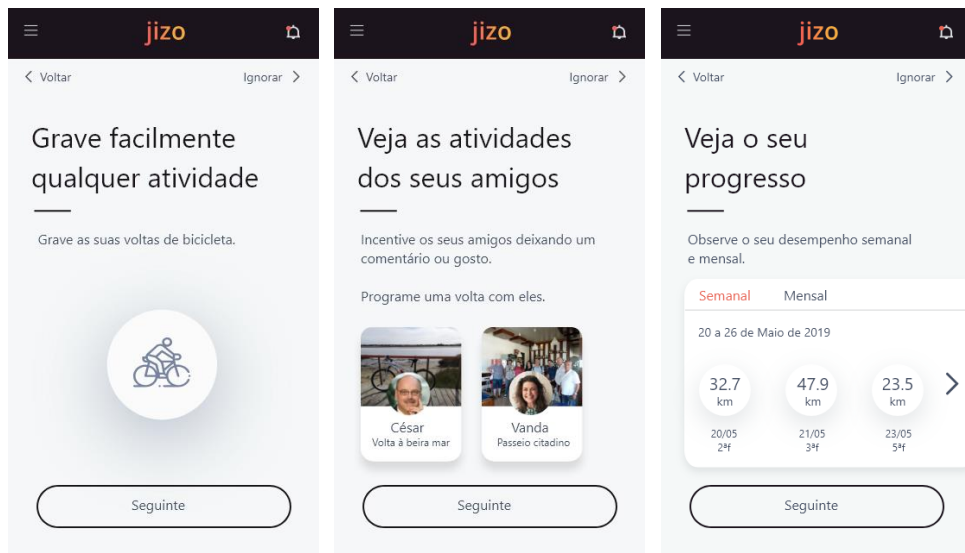 jizo
Voltar
Ignorar
Grave facilmente
qualquer atividade
Grave as suas voltas de bicicleta.
Seguinte
jizo
Voltar
Ignorar
Veja as atividades
dos seus amigos
Incentive os seus amigos deixando um
comentário ou gosto.
Programe uma volta com eles.
César
Volta à beira mar
Vanda
Passeio citadino
Seguinte
jizo
Voltar
Ignorar
Veja o seu
progresso
Observe o seu desempenho semanal
e mensal.
Semanal
Mensal
20 a 26 de Maio de 2019
32.7
km
20/05
2ªf
47.9
km
21/05
3ªf
23.5
km
23/05
5ªf
Seguinte